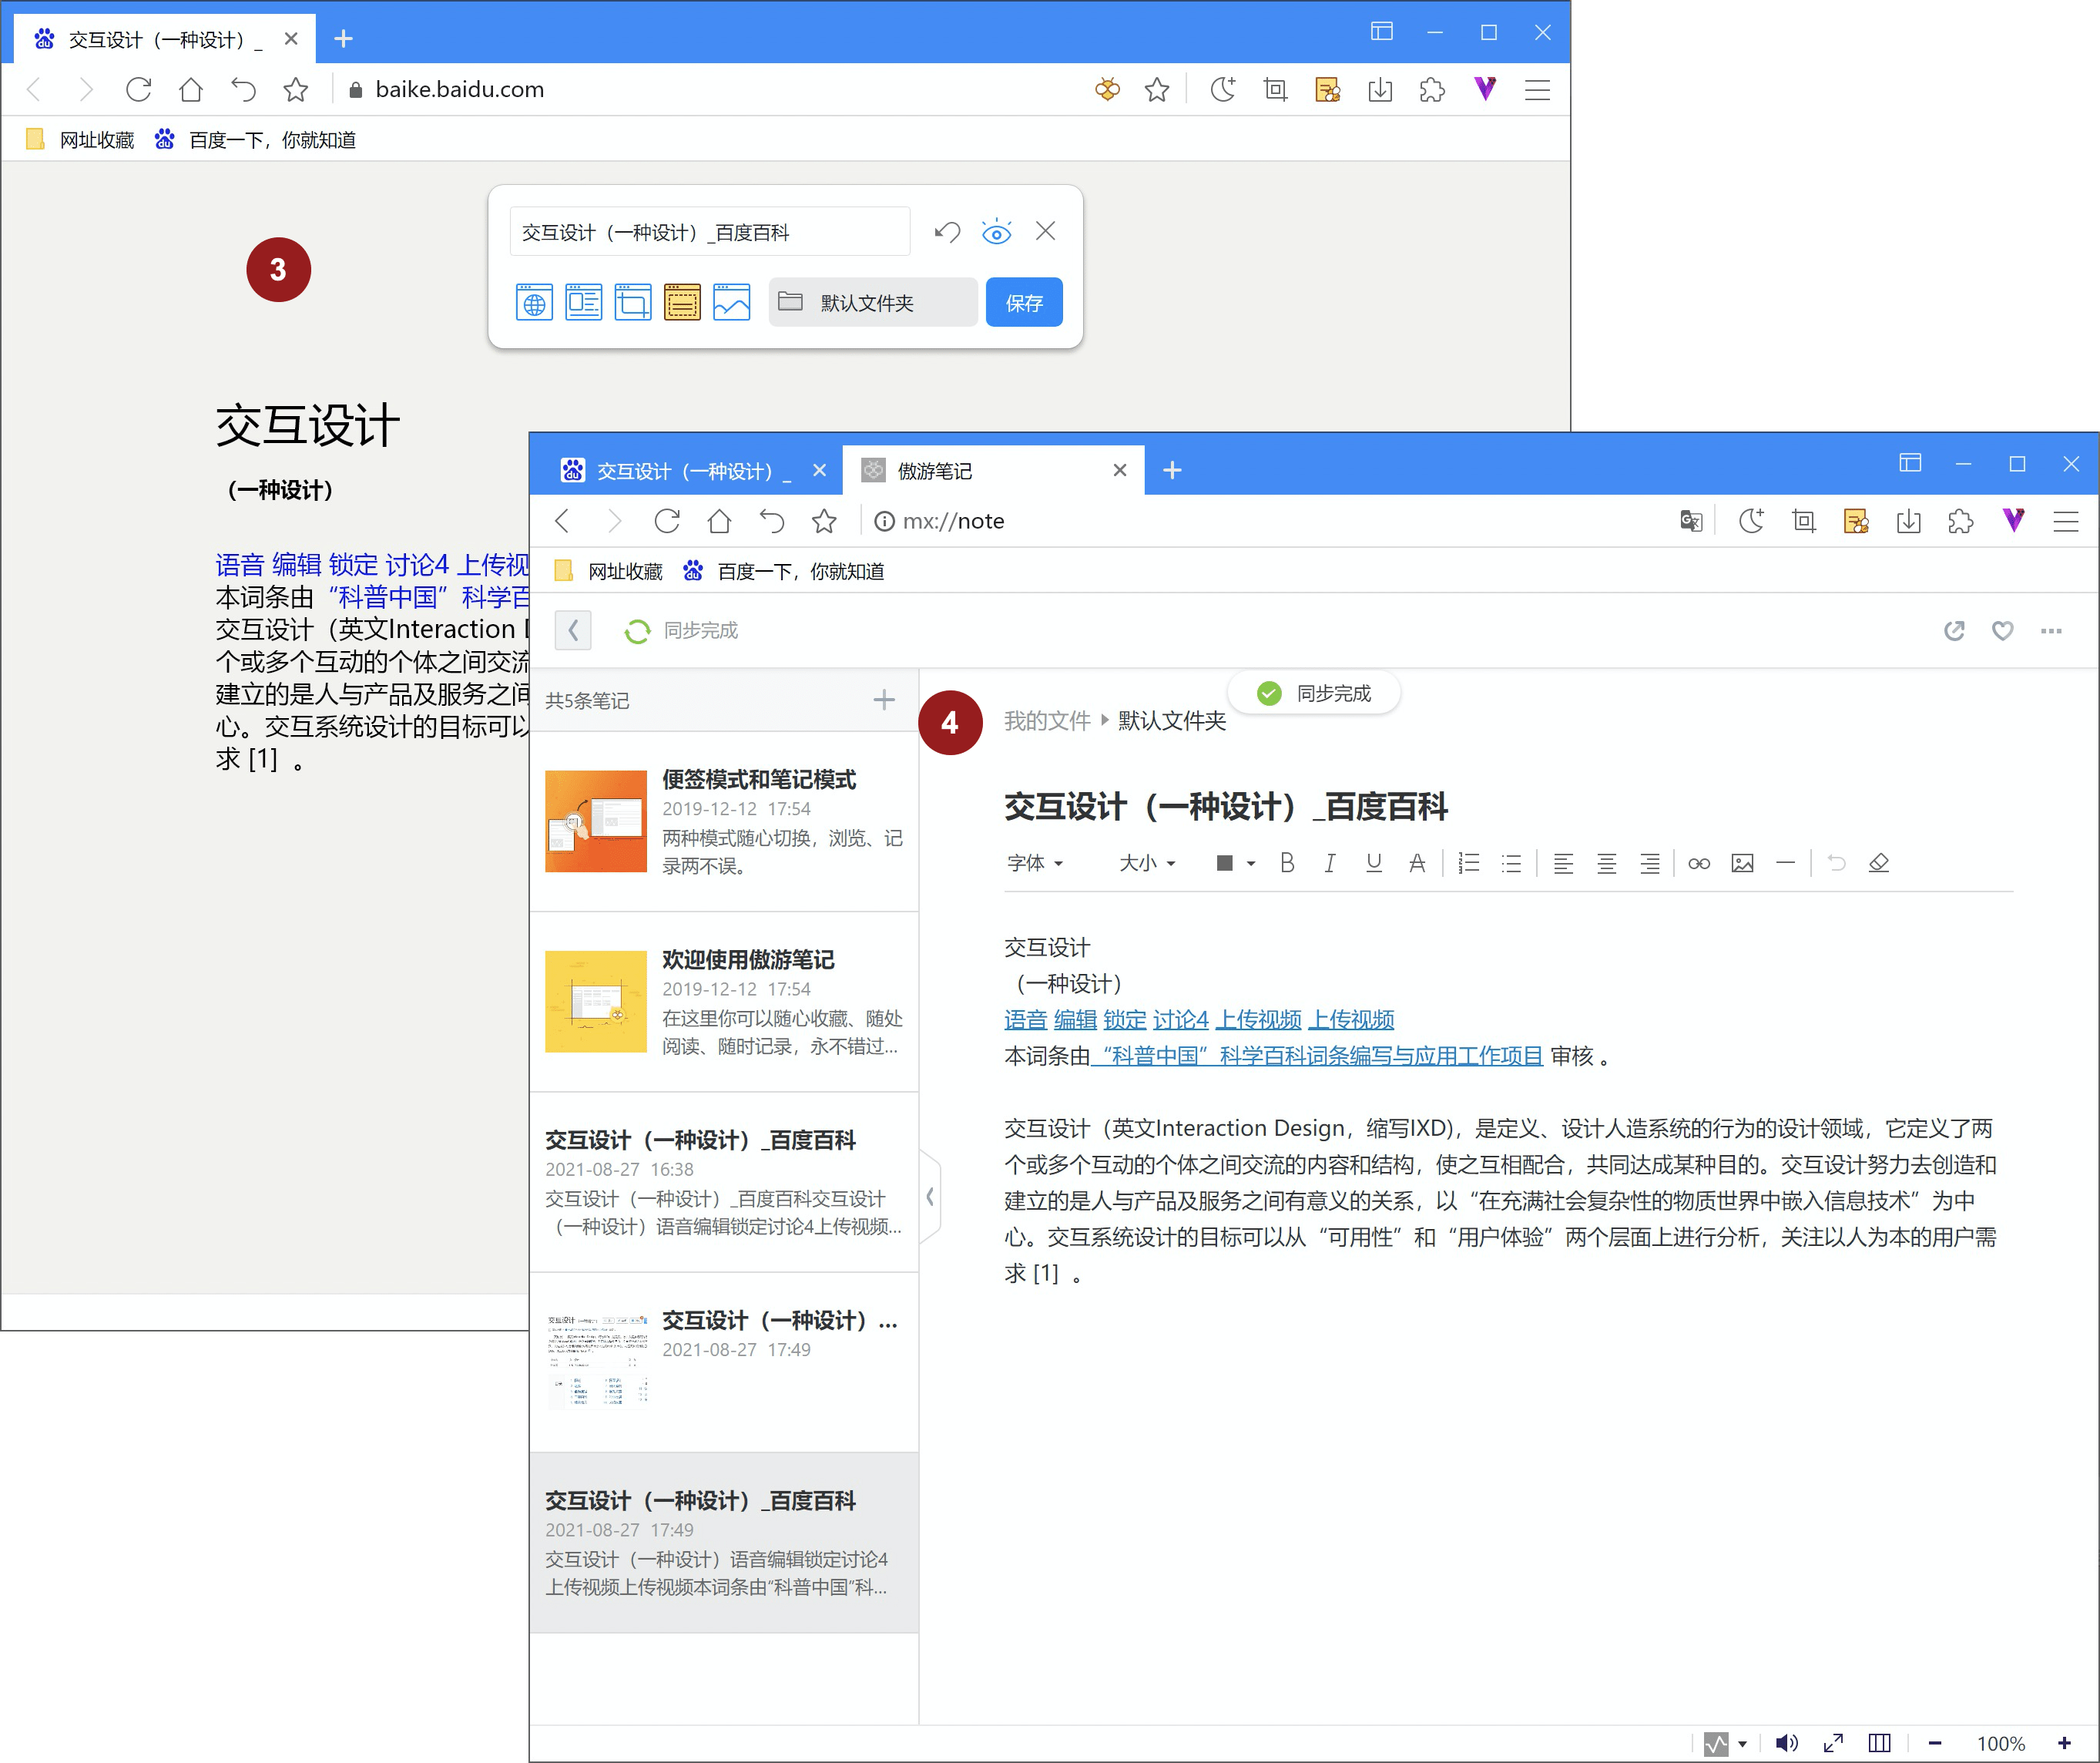 交互设计（一种设计）_
baike.baidu.com
网址收藏 百度一下，你就知道
交互设计（一种设计）_百度百科
默认文件夹 保存
3
交互设计
（一种设计）
语音 编辑 锁定 讨论4 上传视
本词条由“科普中国”科学百
交互设计（英文Interaction
个或多个互动的个体之间交流
建立的是人与产品及服务之间
心。交互系统设计的目标可以
求 [1] 。
交互设计（一种设计）_ 傲游笔记
mx://note
网址收藏 百度一下，你就知道
同步完成
共5条笔记
便签模式和笔记模式
2019-12-12 17:54
两种模式随心切换，浏览、记
录两不误。
欢迎使用傲游笔记
2019-12-12 17:54
在这里你可以随心收藏、随处
阅读、随时记录，永不错过...
交互设计（一种设计）_百度百科
2021-08-27 16:38
交互设计（一种设计）_百度百科交互设计
（一种设计）语音编辑锁定讨论4上传视频...
交互设计（一种设计）...
2021-08-27 17:49
交互设计（一种设计）_百度百科
2021-08-27 17:49
交互设计（一种设计）语音编辑锁定讨论4
上传视频上传视频本词条由“科普中国”科...
4
同步完成
我的文件 默认文件夹
交互设计（一种设计）_百度百科
字体 大小
交互设计
（一种设计）
语音 编辑 锁定 讨论4 上传视频 上传视频
本词条由“科普中国”科学百科词条编写与应用工作项目 审核 。
交互设计（英文Interaction Design，缩写IXD)，是定义、设计人造系统的行为的设计领域，它定义了两
个或多个互动的个体之间交流的内容和结构，使之互相配合，共同达成某种目的。交互设计努力去创造和
建立的是人与产品及服务之间有意义的关系，以“在充满社会复杂性的物质世界中嵌入信息技术”为中
心。交互系统设计的目标可以从“可用性”和“用户体验”两个层面上进行分析，关注以人为本的用户需
求 [1] 。
100%